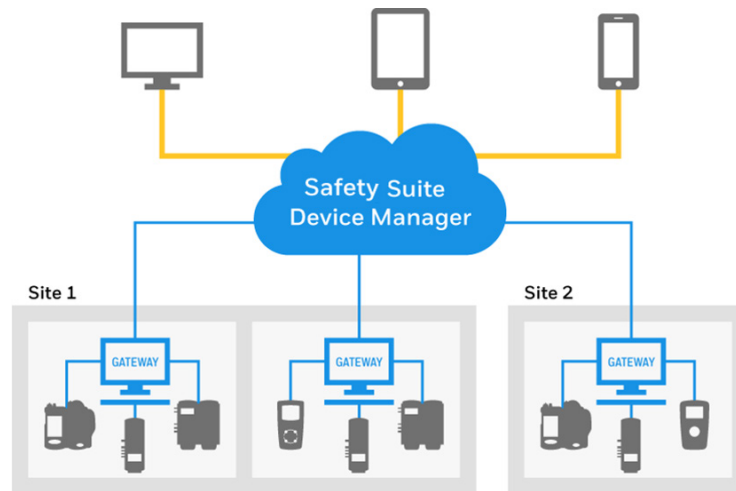 Safety Suite
Device Manager
Site 1
Site 2
GATEWAY
GATEWAY
GATEWAY